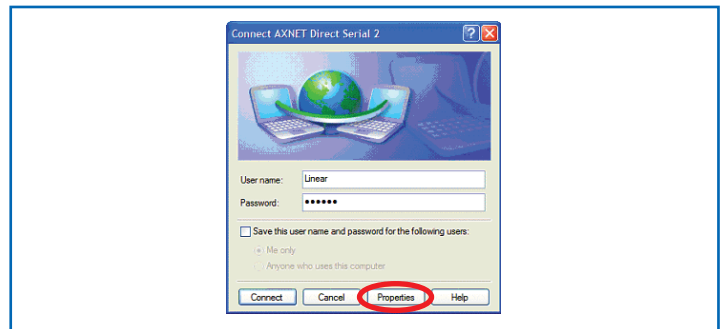 Connect AXNET Direct Serial 2
User name: Linear
Password: ••••••
Save this user name and password for the following users:
Me only
Anyone who uses this computer
Connect Cancel Properties Help